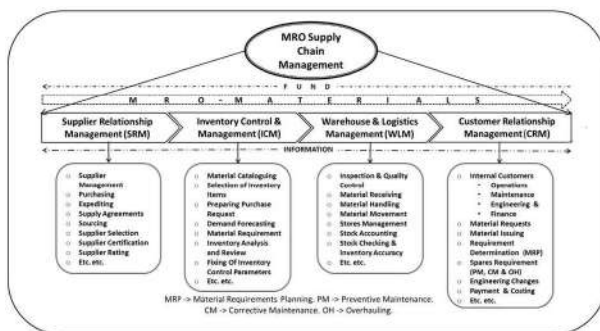 MRO Supply
Chain
Management
F U N D
M R O - M A T E R I A L S
Supplier Relationship
Management (SRM)
Inventory Control &
Management (ICM)
Warehouse & Logistics
Management (WLM)
Customer Relationship
Management (CRM)
INFORMATION
o Supplier
Management
o Purchasing
o Expediting
o Supply Agreements
o Sourcing
o Supplier Selection
o Supplier Certification
o Supplier Rating
o Etc. etc.
o Material Cataloguing
o Selection of Inventory
Items
o Preparing Purchase
Request
o Demand Forecasting
o Material Requirement
o Inventory Analysis
and Review
o Fixing Of Inventory
Control Parameters
o Etc. etc.
o Inspection & Quality
Control
o Material Receiving
o Material Handling
o Material Movement
o Stores Management
o Stock Accounting
o Stock Checking &
Inventory Accuracy
o Etc. etc.
o Internal Customers
• Operations
• Maintenance
• Engineering &
• Finance
o Material Requests
o Material Issuing
o Requirement
Determination (MRP)
o Spares Requirement
(PM, CM & OH)
o Engineering Changes
o Payment & Costing
o Etc. etc.
MRP -> Material Requirements Planning. PM -> Preventive Maintenance.
CM -> Corrective Maintenance. OH -> Overhauling.